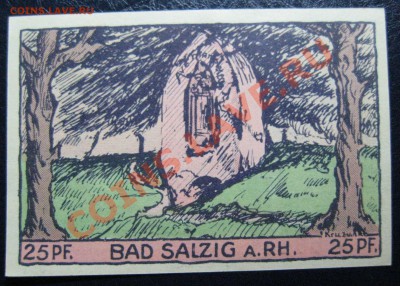 COINS.LAVE.RU
COINS.LAVE.RU
25 PF. BAD SALZIG A.RH. 25 PF.